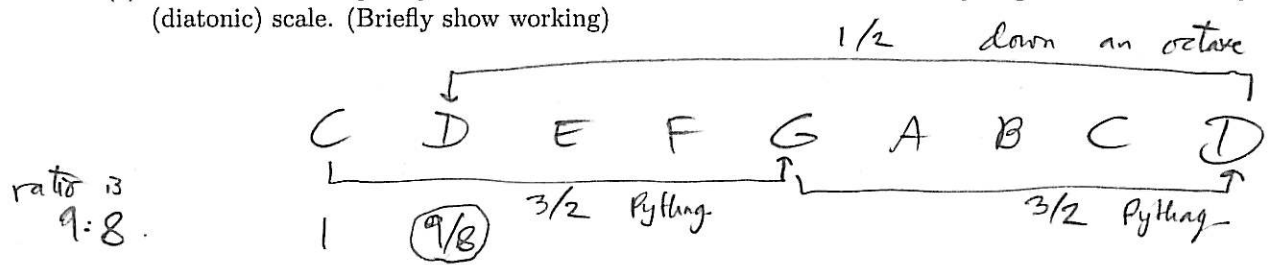 (diatonic) scale. (Briefly show working)
1/2 down an octave
C D E F G A B C D
ratio is
9:8.
3/2 Pythag. 3/2 Pythag
1 9/8